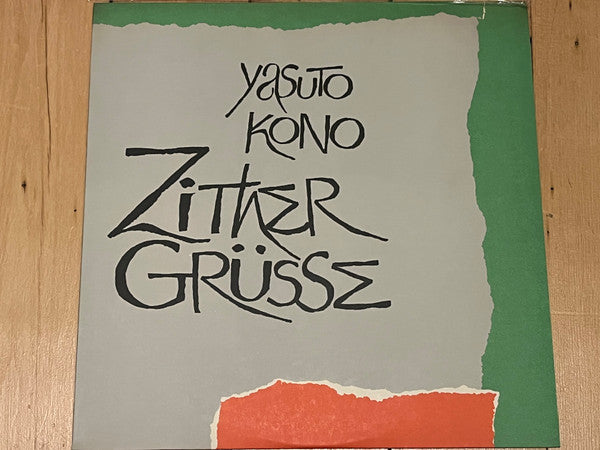 Yasuto
Kono
Zither
Grüsse